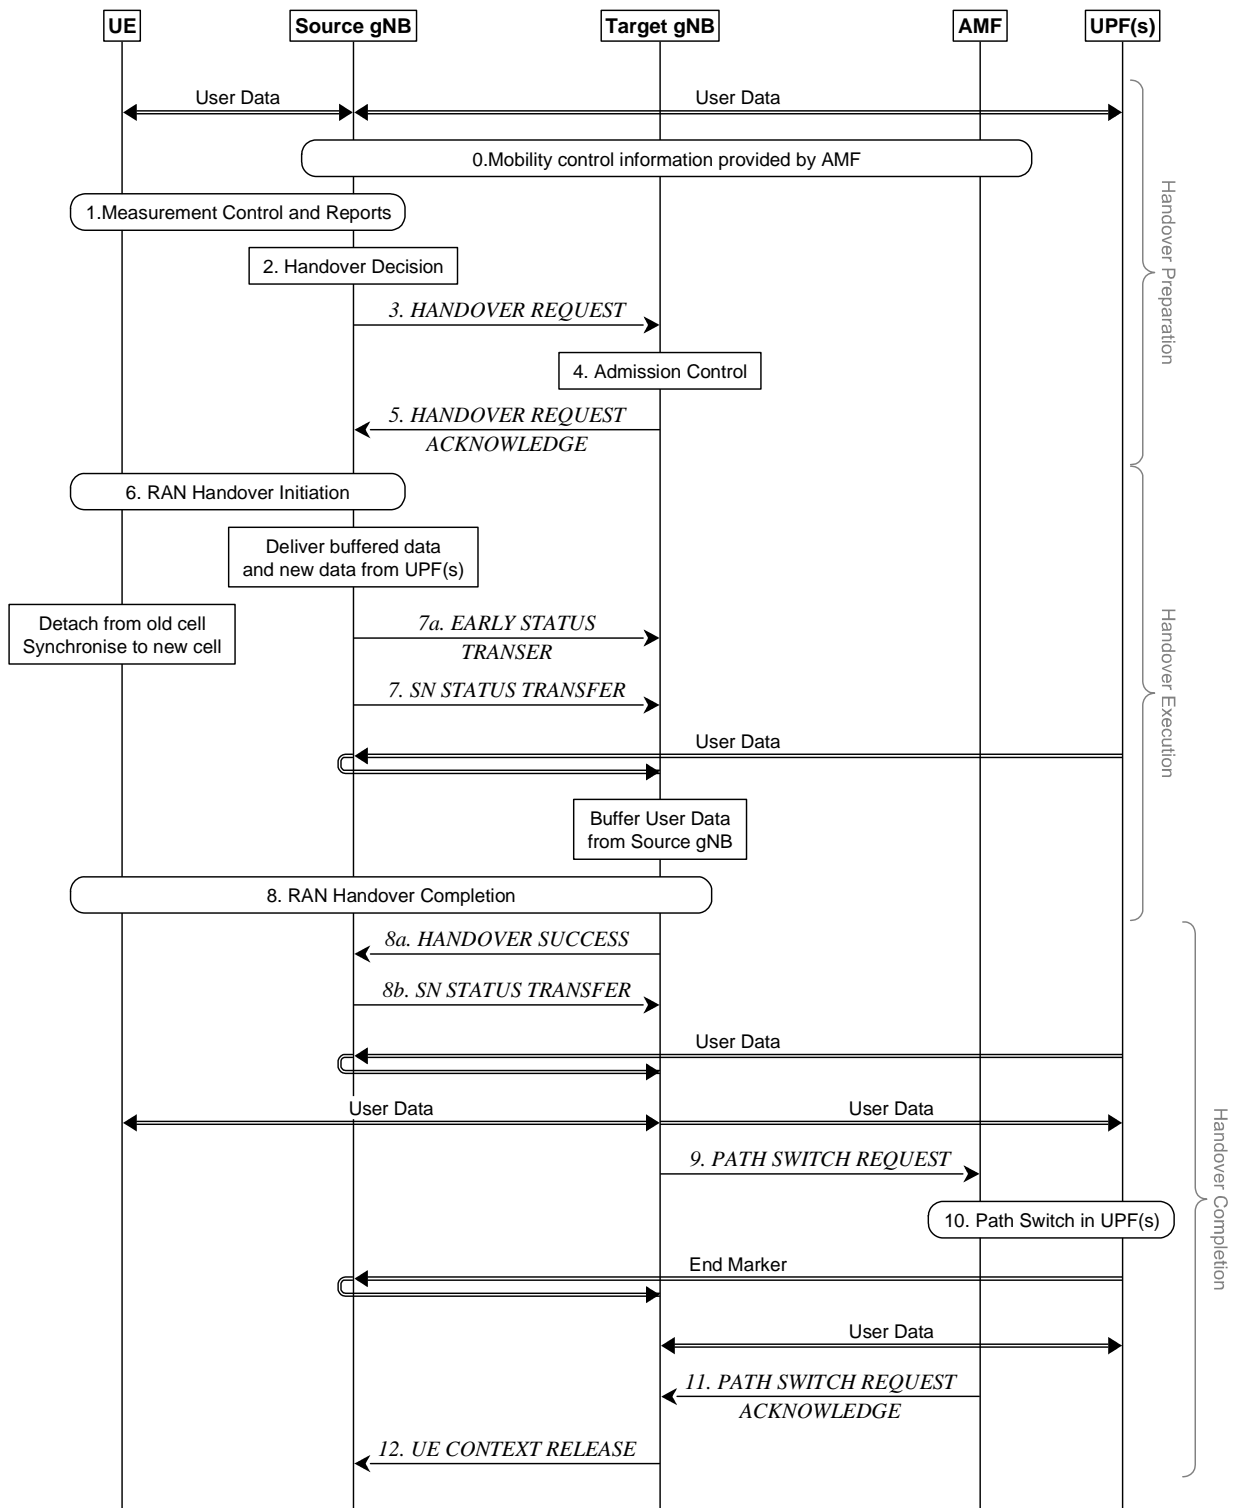 UE
Source gNB
Target gNB
AMF
UPF(s)
User Data
User Data
0.Mobility control information provided by AMF
1.Measurement Control and Reports
2. Handover Decision
3. HANDOVER REQUEST
4. Admission Control
5. HANDOVER REQUEST
ACKNOWLEDGE
Handover Preparation
6. RAN Handover Initiation
Deliver buffered data
and new data from UPF(s)
Detach from old cell
Synchronise to new cell
7a. EARLY STATUS
TRANSER
7. SN STATUS TRANSFER
User Data
Buffer User Data
from Source gNB
8. RAN Handover Completion
Handover Execution
8a. HANDOVER SUCCESS
8b. SN STATUS TRANSFER
User Data
User Data
User Data
9. PATH SWITCH REQUEST
10. Path Switch in UPF(s)
End Marker
User Data
11. PATH SWITCH REQUEST
ACKNOWLEDGE
12. UE CONTEXT RELEASE
Handover Completion